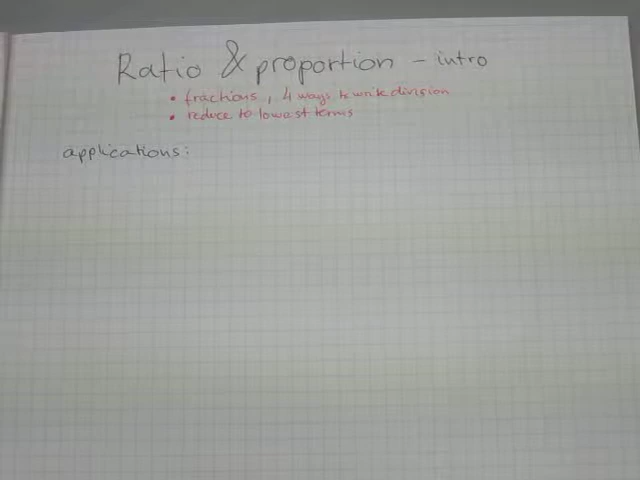 Ratio & proportion - intro
• fractions, 4 ways to write division
• reduce to lowest terms
applications: